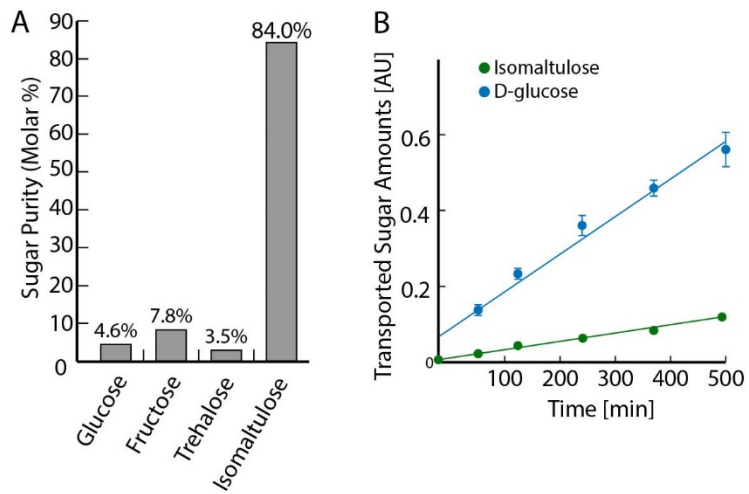 A
Sugar Purity (Molar %)
90
80
70
60
50
40
30
20
10
0
4.6%
7.8%
3.5%
84.0%
Glucose
Fructose
Trehalose
Isomaltulose
B
Transported Sugar Amounts [AU]
Isomaltulose
D-glucose
0.6
0.4
0.2
0
100
200
300
400
500
Time [min]